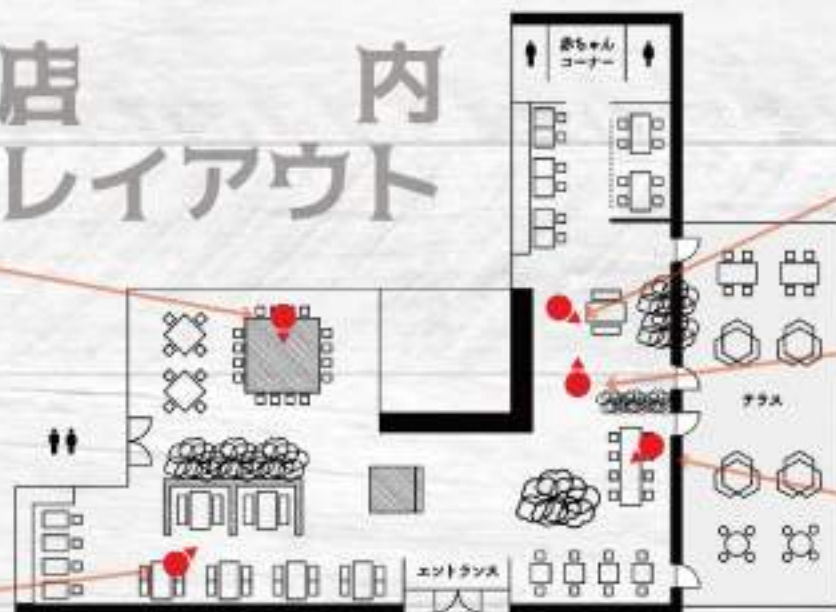 店 内
レイアウト
赤ちゃん
コーナー
テラス
エントランス